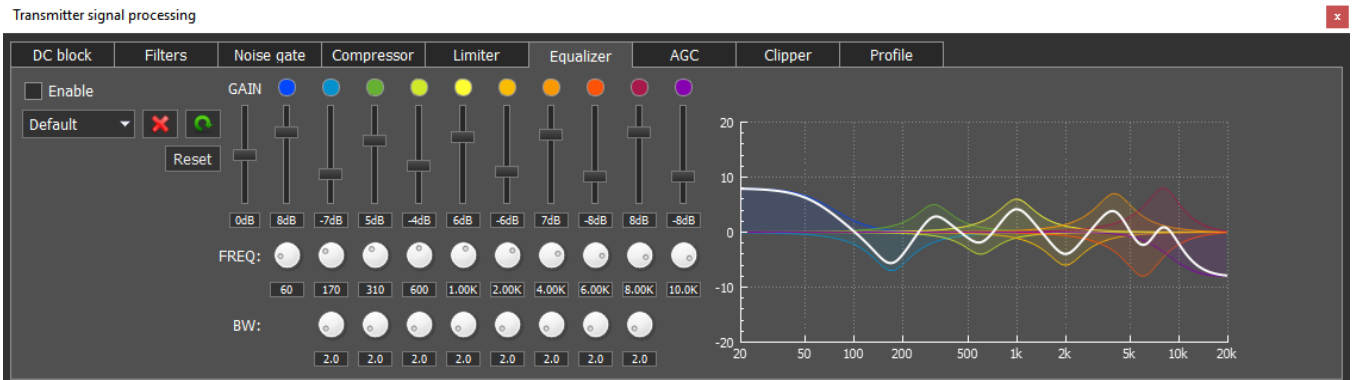 Transmitter signal processing
x
DC block Filters Noise gate Compressor Limiter Equalizer AGC Clipper Profile
Enable GAIN
Default
Reset
0dB 8dB -7dB 5dB -4dB 6dB -6dB 7dB -8dB 8dB -8dB
FREQ:
60 170 310 600 1.00K 2.00K 4.00K 6.00K 8.00K 10.0K
BW:
2.0 2.0 2.0 2.0 2.0 2.0 2.0 2.0
20
10
0
-10
-20
20 50 100 200 500 1k 2k 5k 10k 20k